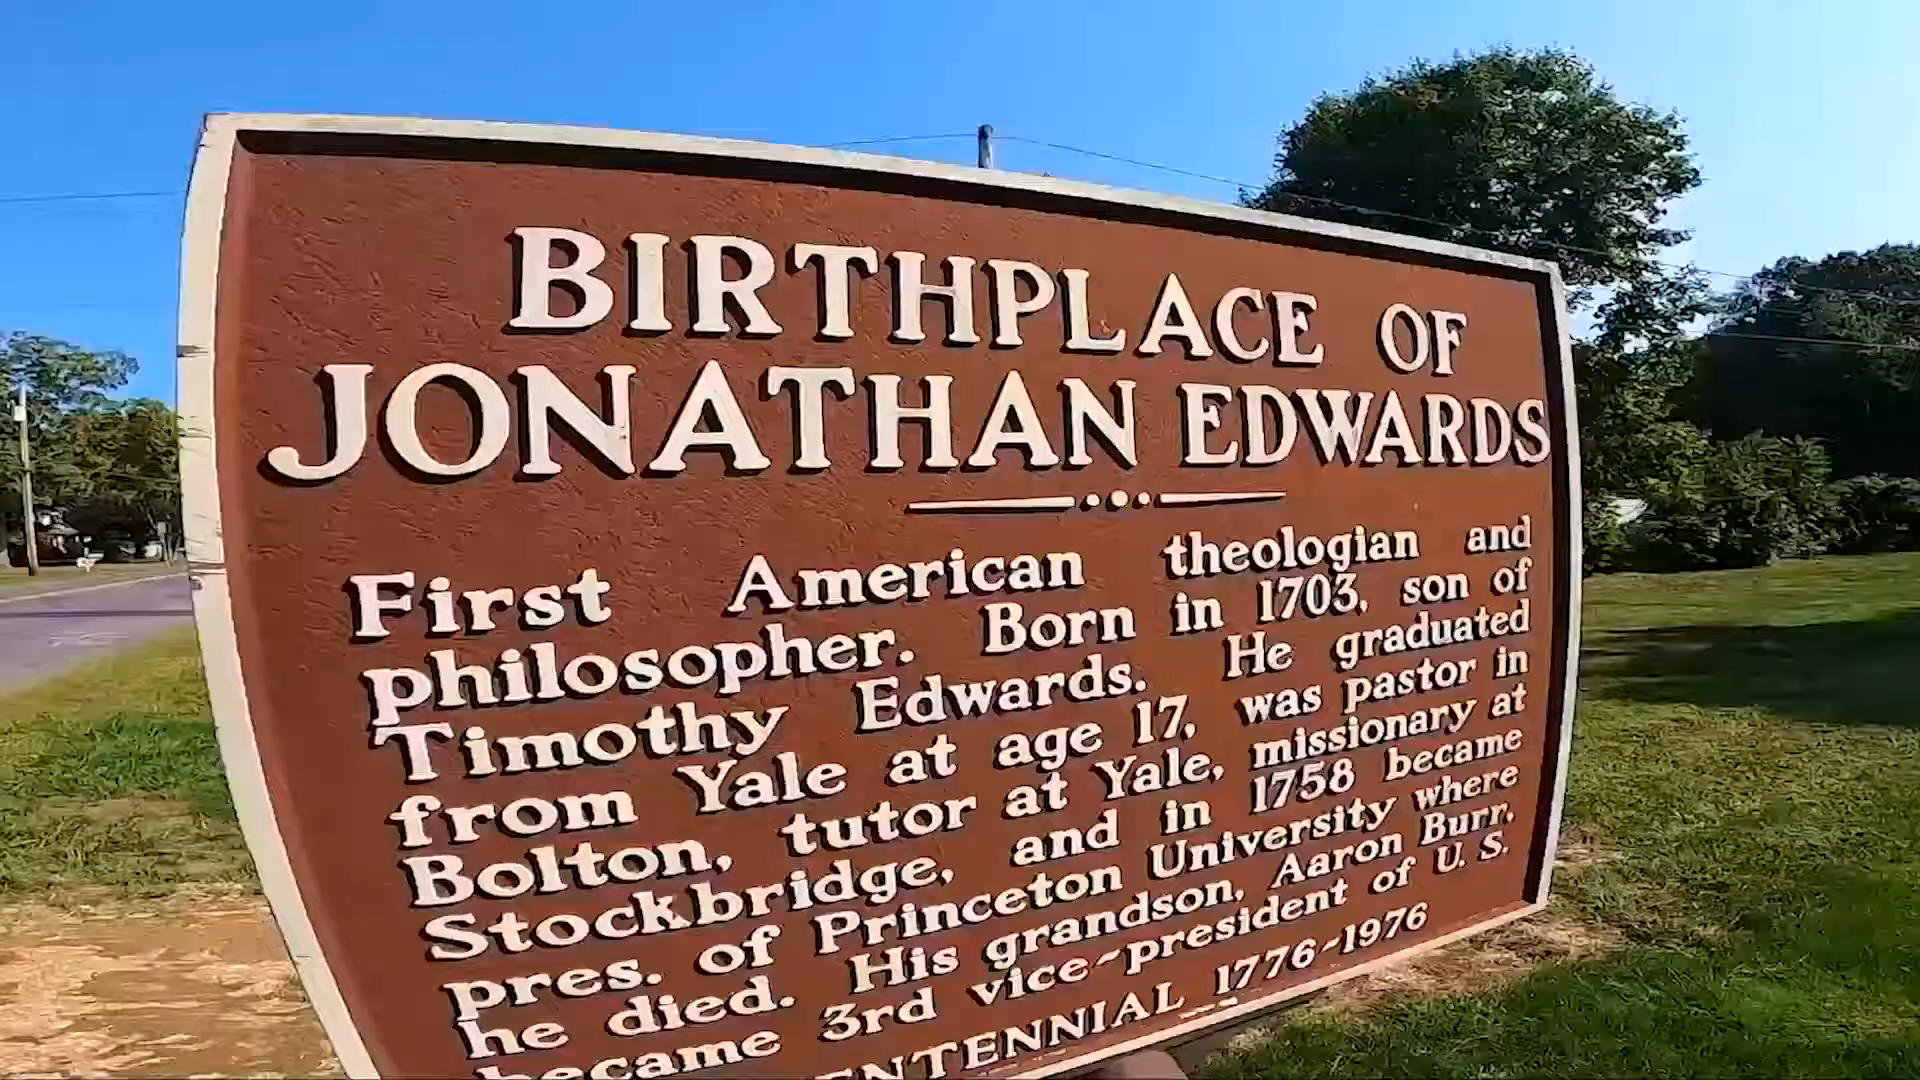 BIRTHPLACE OF
JONATHAN EDWARDS
First American theologian and
philosopher. Born in 1703, son of
Timothy Edwards. He graduated
from Yale at age 17, was pastor in
Bolton, tutor at Yale, missionary at
Stockbridge, and in 1758 became
pres. of Princeton University where
he died. His grandson, Aaron Burr,
became 3rd vice-president of U. S.
ENTENNIAL 1776-1976